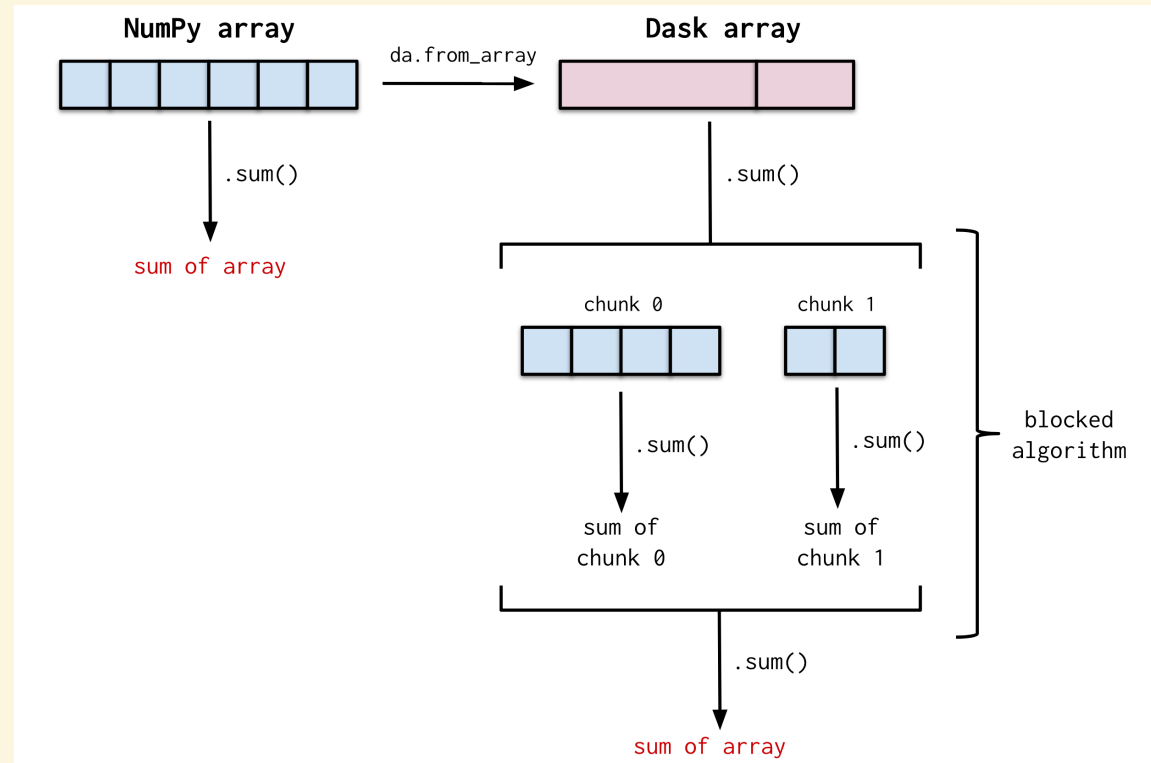 NumPy array
da.from_array
Dask array
.sum()
.sum()
sum of array
chunk 0
chunk 1
.sum()
.sum()
blocked
algorithm
sum of
chunk 0
sum of
chunk 1
.sum()
sum of array